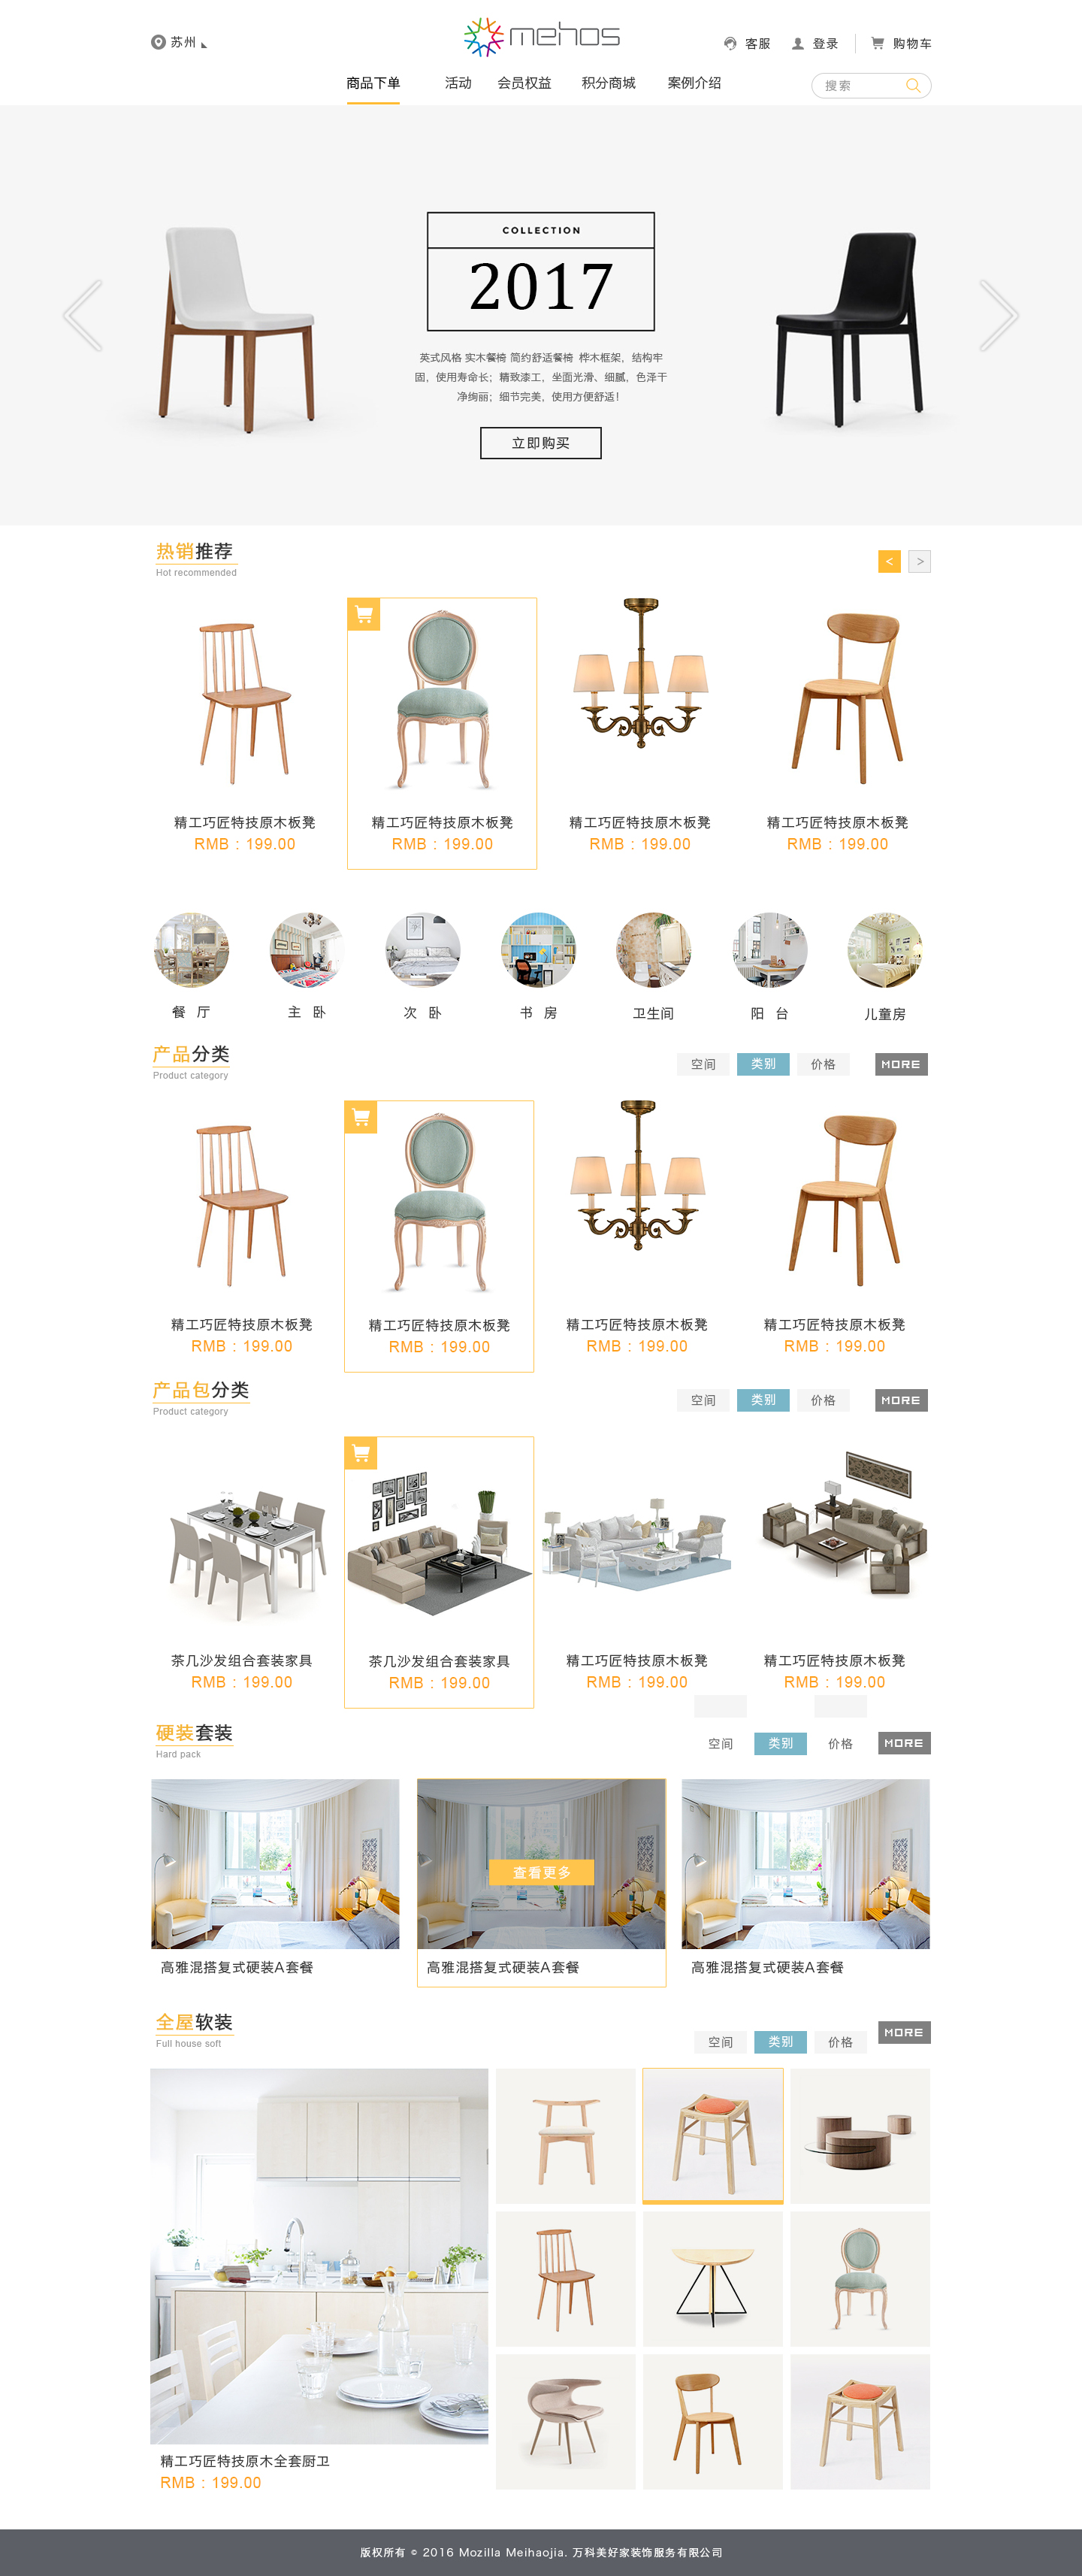 苏州
mehos
客服 登录 购物车
商品下单 活动 会员权益 积分商城 案例介绍
搜索
COLLECTION
2017
英式风格 实木餐椅 简约舒适餐椅 桦木框架，结构牢
固，使用寿命长；精致漆工，坐面光滑、细腻，色泽干
净绚丽；细节完美，使用方便舒适！
立即购买
热销推荐
Hot recommended
< >
精工巧匠特技原木板凳 精工巧匠特技原木板凳 精工巧匠特技原木板凳 精工巧匠特技原木板凳
RMB : 199.00 RMB : 199.00 RMB : 199.00 RMB : 199.00
餐 厅 主 卧 次 卧 书 房 卫生间 阳 台 儿童房
产品分类
Product category
空间 类别 价格 MORE
精工巧匠特技原木板凳 精工巧匠特技原木板凳 精工巧匠特技原木板凳 精工巧匠特技原木板凳
RMB : 199.00 RMB : 199.00 RMB : 199.00 RMB : 199.00
产品包分类
Product category
空间 类别 价格 MORE
茶几沙发组合套装家具 茶几沙发组合套装家具 精工巧匠特技原木板凳 精工巧匠特技原木板凳
RMB : 199.00 RMB : 199.00 RMB : 199.00 RMB : 199.00
硬装套装
Hard pack
空间 类别 价格 MORE
查看更多
高雅混搭复式硬装A套餐 高雅混搭复式硬装A套餐 高雅混搭复式硬装A套餐
全屋软装
Full house soft
空间 类别 价格 MORE
精工巧匠特技原木全套厨卫
RMB : 199.00
版权所有 © 2016 Mozilla Meihaojia. 万科美好家装饰服务有限公司